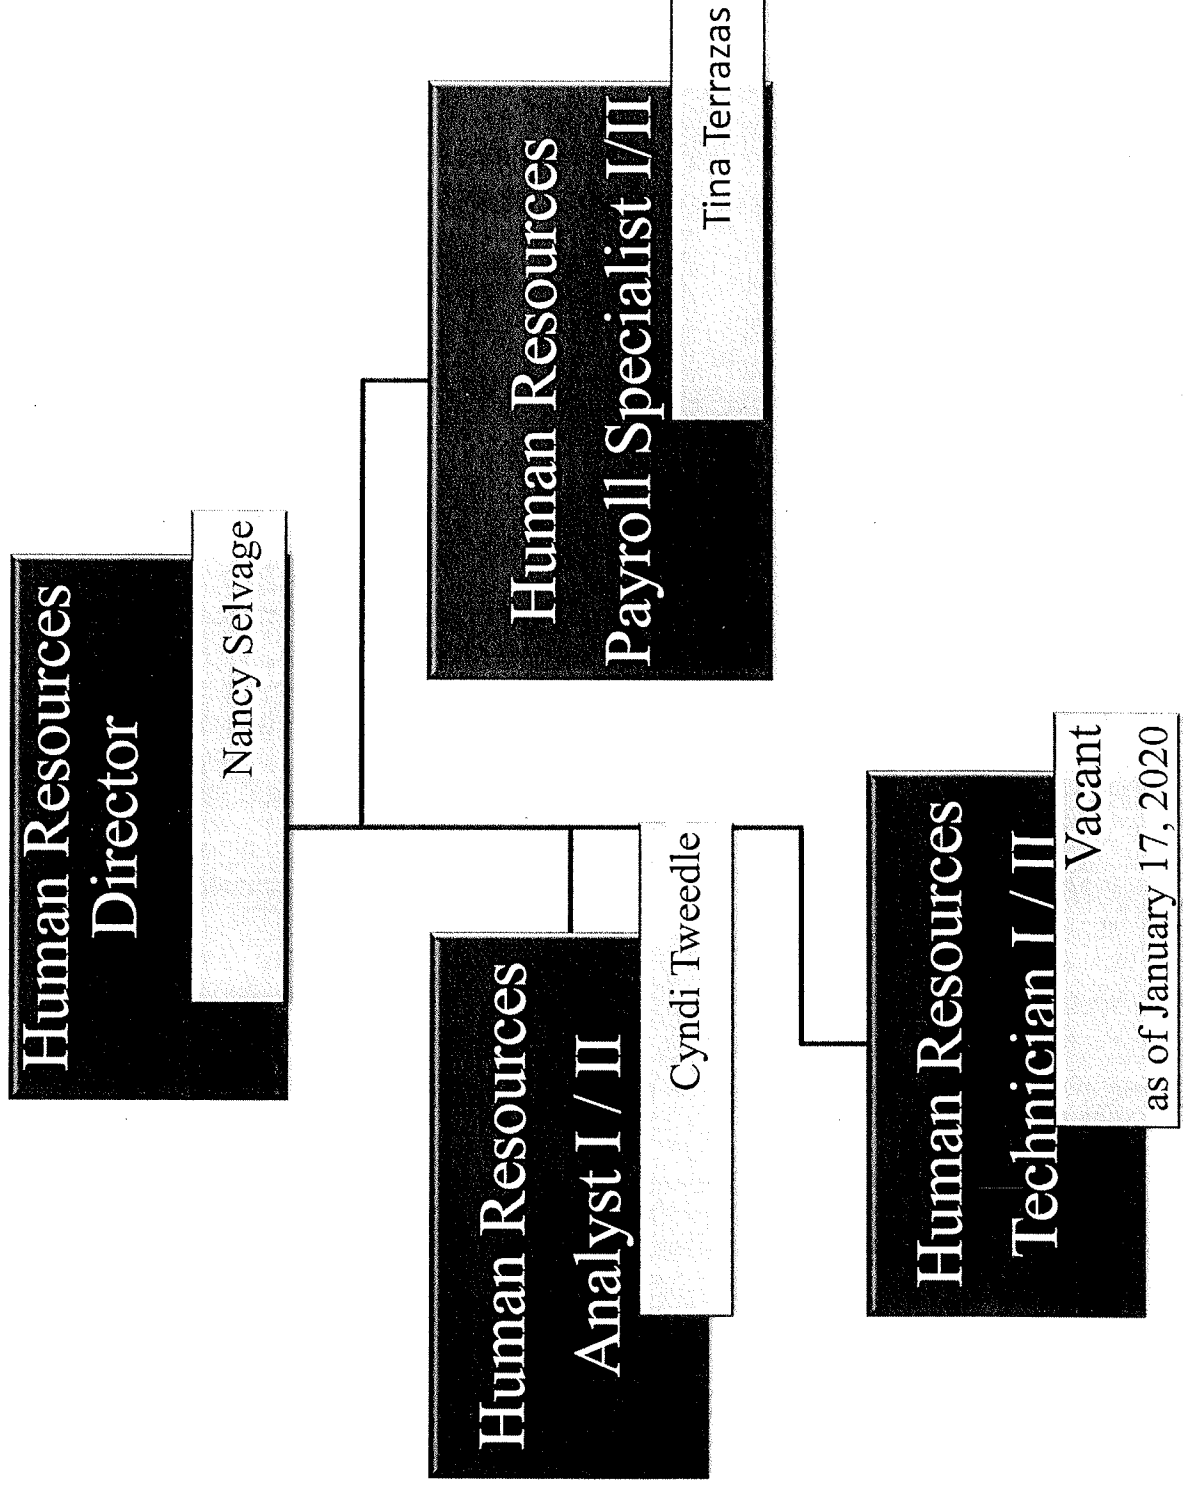 Human Resources
Director
Nancy Selvage
Human Resources
Analyst I / II
Cyndi Tweedle
Human Resources
Payroll Specialist I/II
Tina Terrazas
Human Resources
Technician I / II
Vacant
as of January 17, 2020